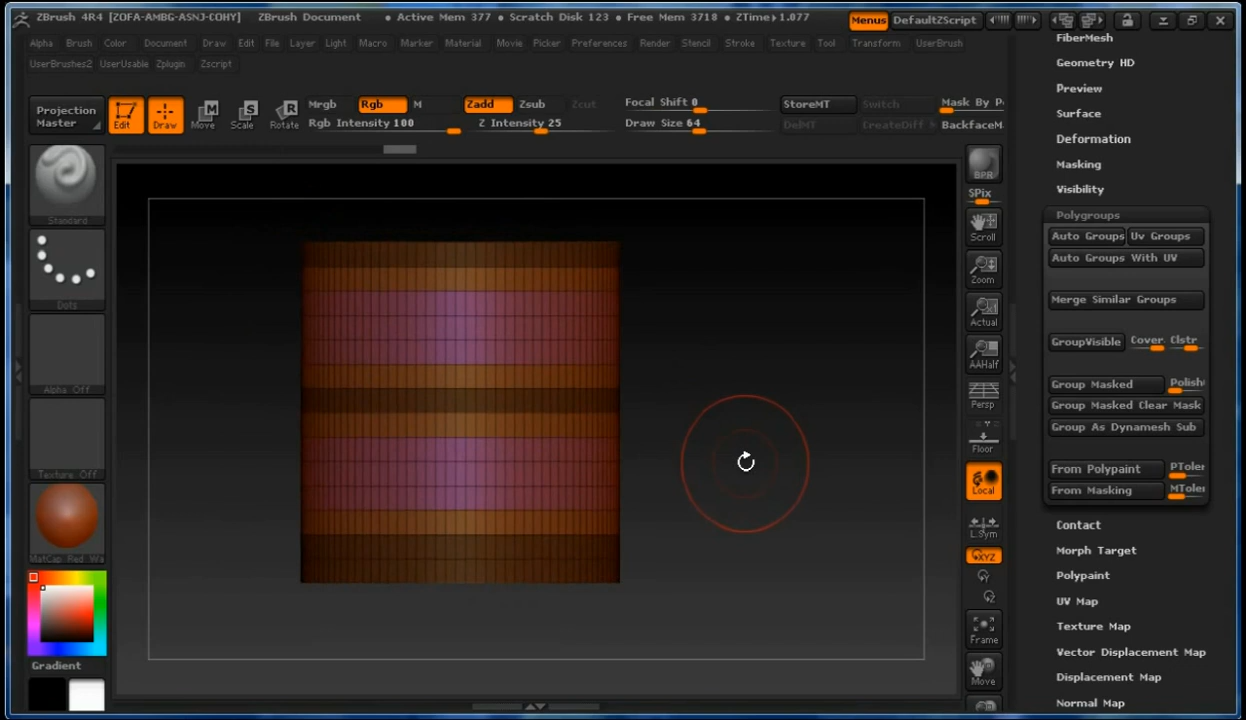 ZBrush 4R4 [ZOFA-AMBG-ASNJ-COHY] ZBrush Document • Active Mem 377 • Scratch Disk 123 • Free Mem 3718 • ZTime▸1.077 Menus DefaultZScript
Alpha Brush Color Document Draw Edit File Layer Light Macro Marker Material Movie Picker Preferences Render Stencil Stroke Texture Tool Transform UserBrush
UserBrushes2 UserUsable Zplugin Zscript
Projection
Master
Edit
Draw
Move
Scale
Rotate
Mrgb Rgb M
Rgb Intensity 100
Zadd Zsub Zcut
Z Intensity 25
Focal Shift 0
Draw Size 64
StoreMT Switch Mask By P
DelMT CreateDiff BackfaceM
Standard
Dots
Alpha Off
Texture Off
MatCap Red Wa
Gradient
BPR
SPix
Scroll
Zoom
Actual
AAHalf
Persp
Floor
Local
L.Sym
XYZ
Frame
Move
FiberMesh
Geometry HD
Preview
Surface
Deformation
Masking
Visibility
Polygroups
Auto Groups Uv Groups
Auto Groups With UV
Merge Similar Groups
GroupVisible Cover Clstr
Group Masked Polish
Group Masked Clear Mask
Group As Dynamesh Sub
From Polypaint PToler
From Masking MToler
Contact
Morph Target
Polypaint
UV Map
Texture Map
Vector Displacement Map
Displacement Map
Normal Map